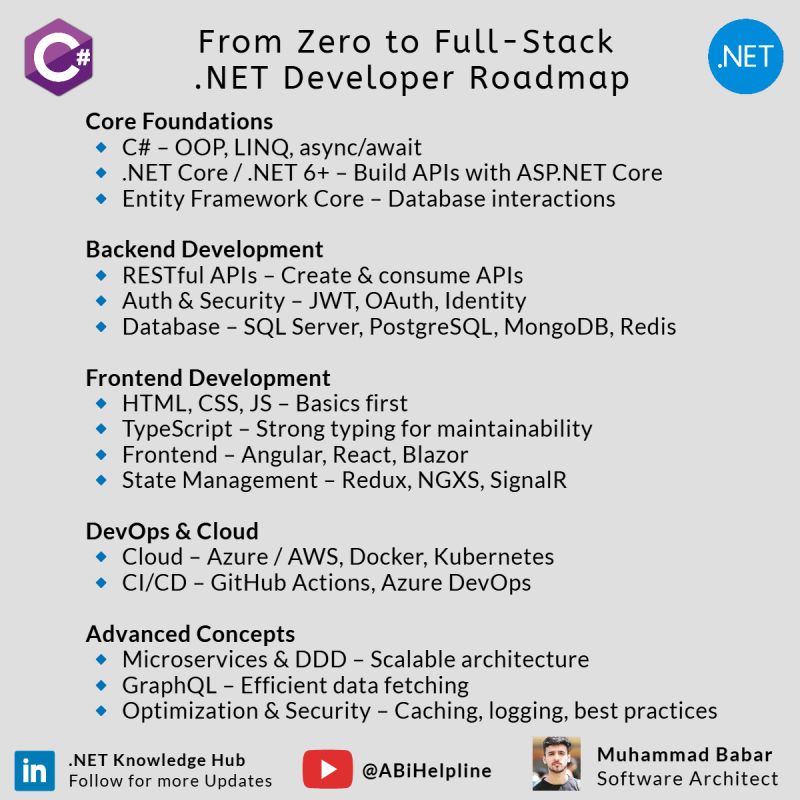 C#
From Zero to Full-Stack
.NET Developer Roadmap
.NET
Core Foundations
C# – OOP, LINQ, async/await
.NET Core / .NET 6+ – Build APIs with ASP.NET Core
Entity Framework Core – Database interactions
Backend Development
RESTful APIs – Create & consume APIs
Auth & Security – JWT, OAuth, Identity
Database – SQL Server, PostgreSQL, MongoDB, Redis
Frontend Development
HTML, CSS, JS – Basics first
TypeScript – Strong typing for maintainability
Frontend – Angular, React, Blazor
State Management – Redux, NGXS, SignalR
DevOps & Cloud
Cloud – Azure / AWS, Docker, Kubernetes
CI/CD – GitHub Actions, Azure DevOps
Advanced Concepts
Microservices & DDD – Scalable architecture
GraphQL – Efficient data fetching
Optimization & Security – Caching, logging, best practices
in
.NET Knowledge Hub
Follow for more Updates
@ABiHelpline
Muhammad Babar
Software Architect